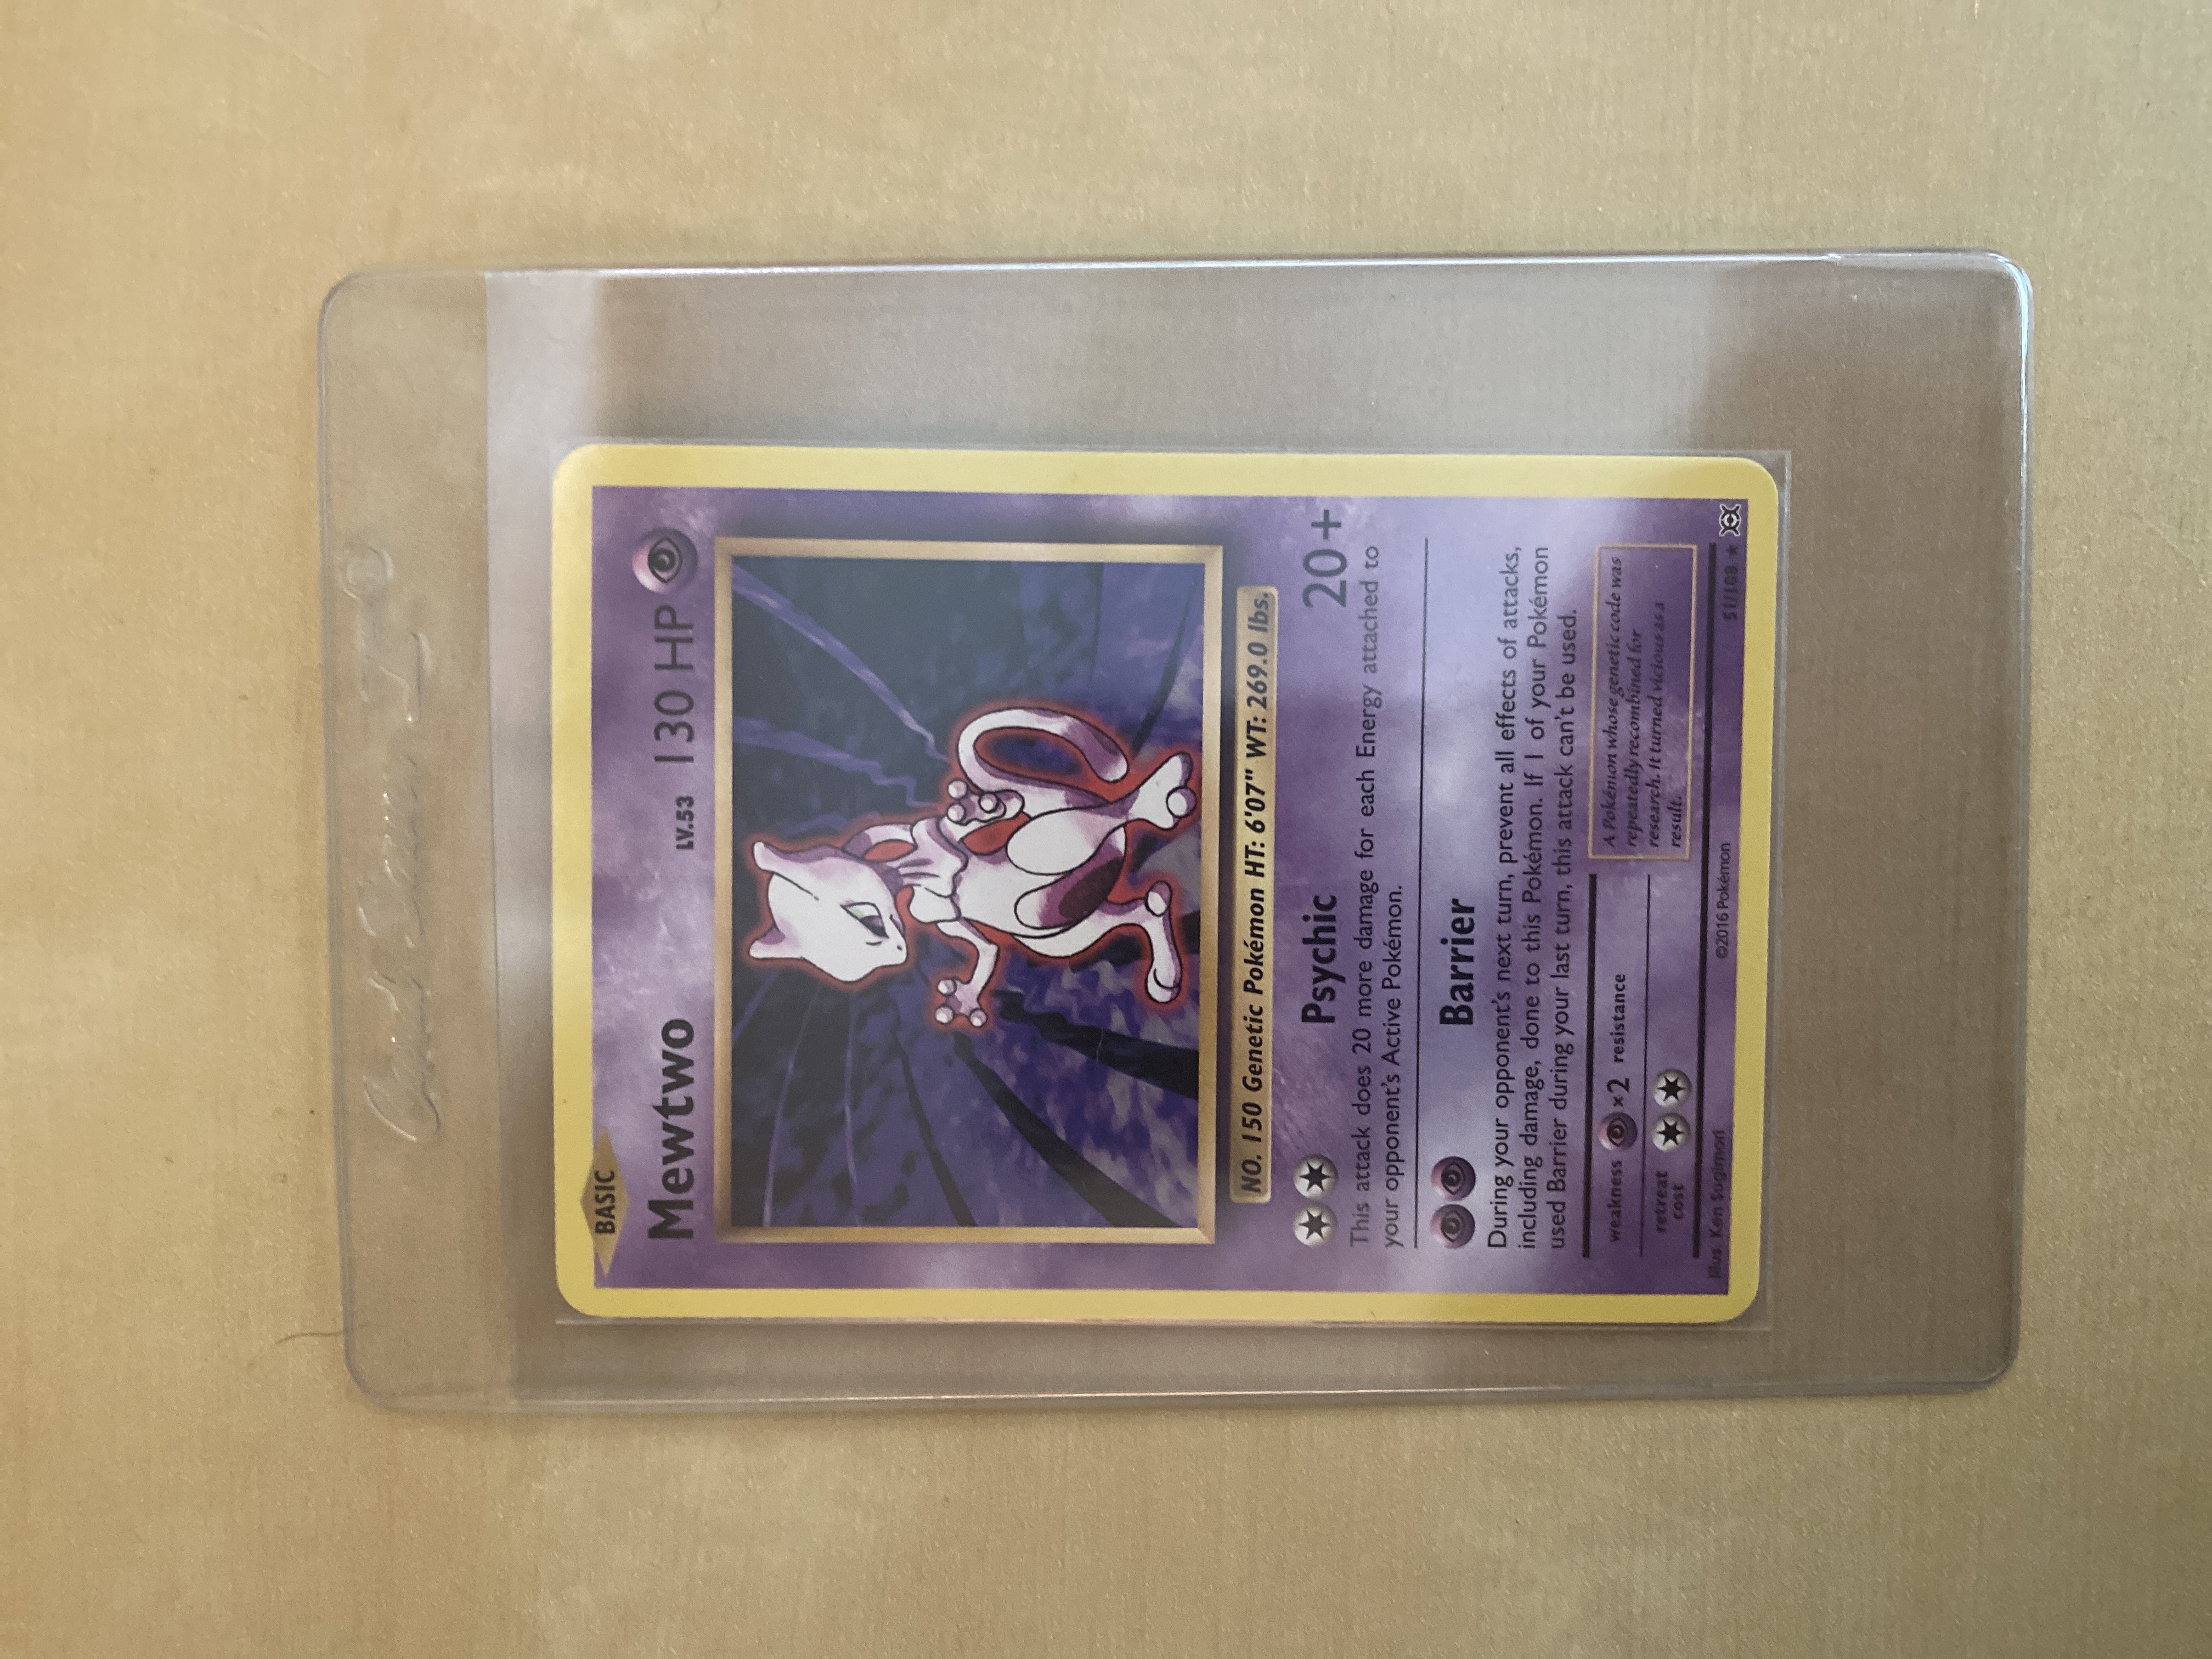 Card Saver I
BASIC
Mewtwo LV.53 130 HP
NO. 150 Genetic Pokémon HT: 6'07" WT: 269.0 lbs.
Psychic 20+
This attack does 20 more damage for each Energy attached to
your opponent's Active Pokémon.
Barrier
During your opponent's next turn, prevent all effects of attacks,
including damage, done to this Pokémon. If 1 of your Pokémon
used Barrier during your last turn, this attack can't be used.
weakness ×2 resistance
retreat
cost
A Pokémon whose genetic code was
repeatedly recombined for
research. It turned vicious as a
result.
Illus. Ken Sugimori ©2016 Pokémon 51/108 ★